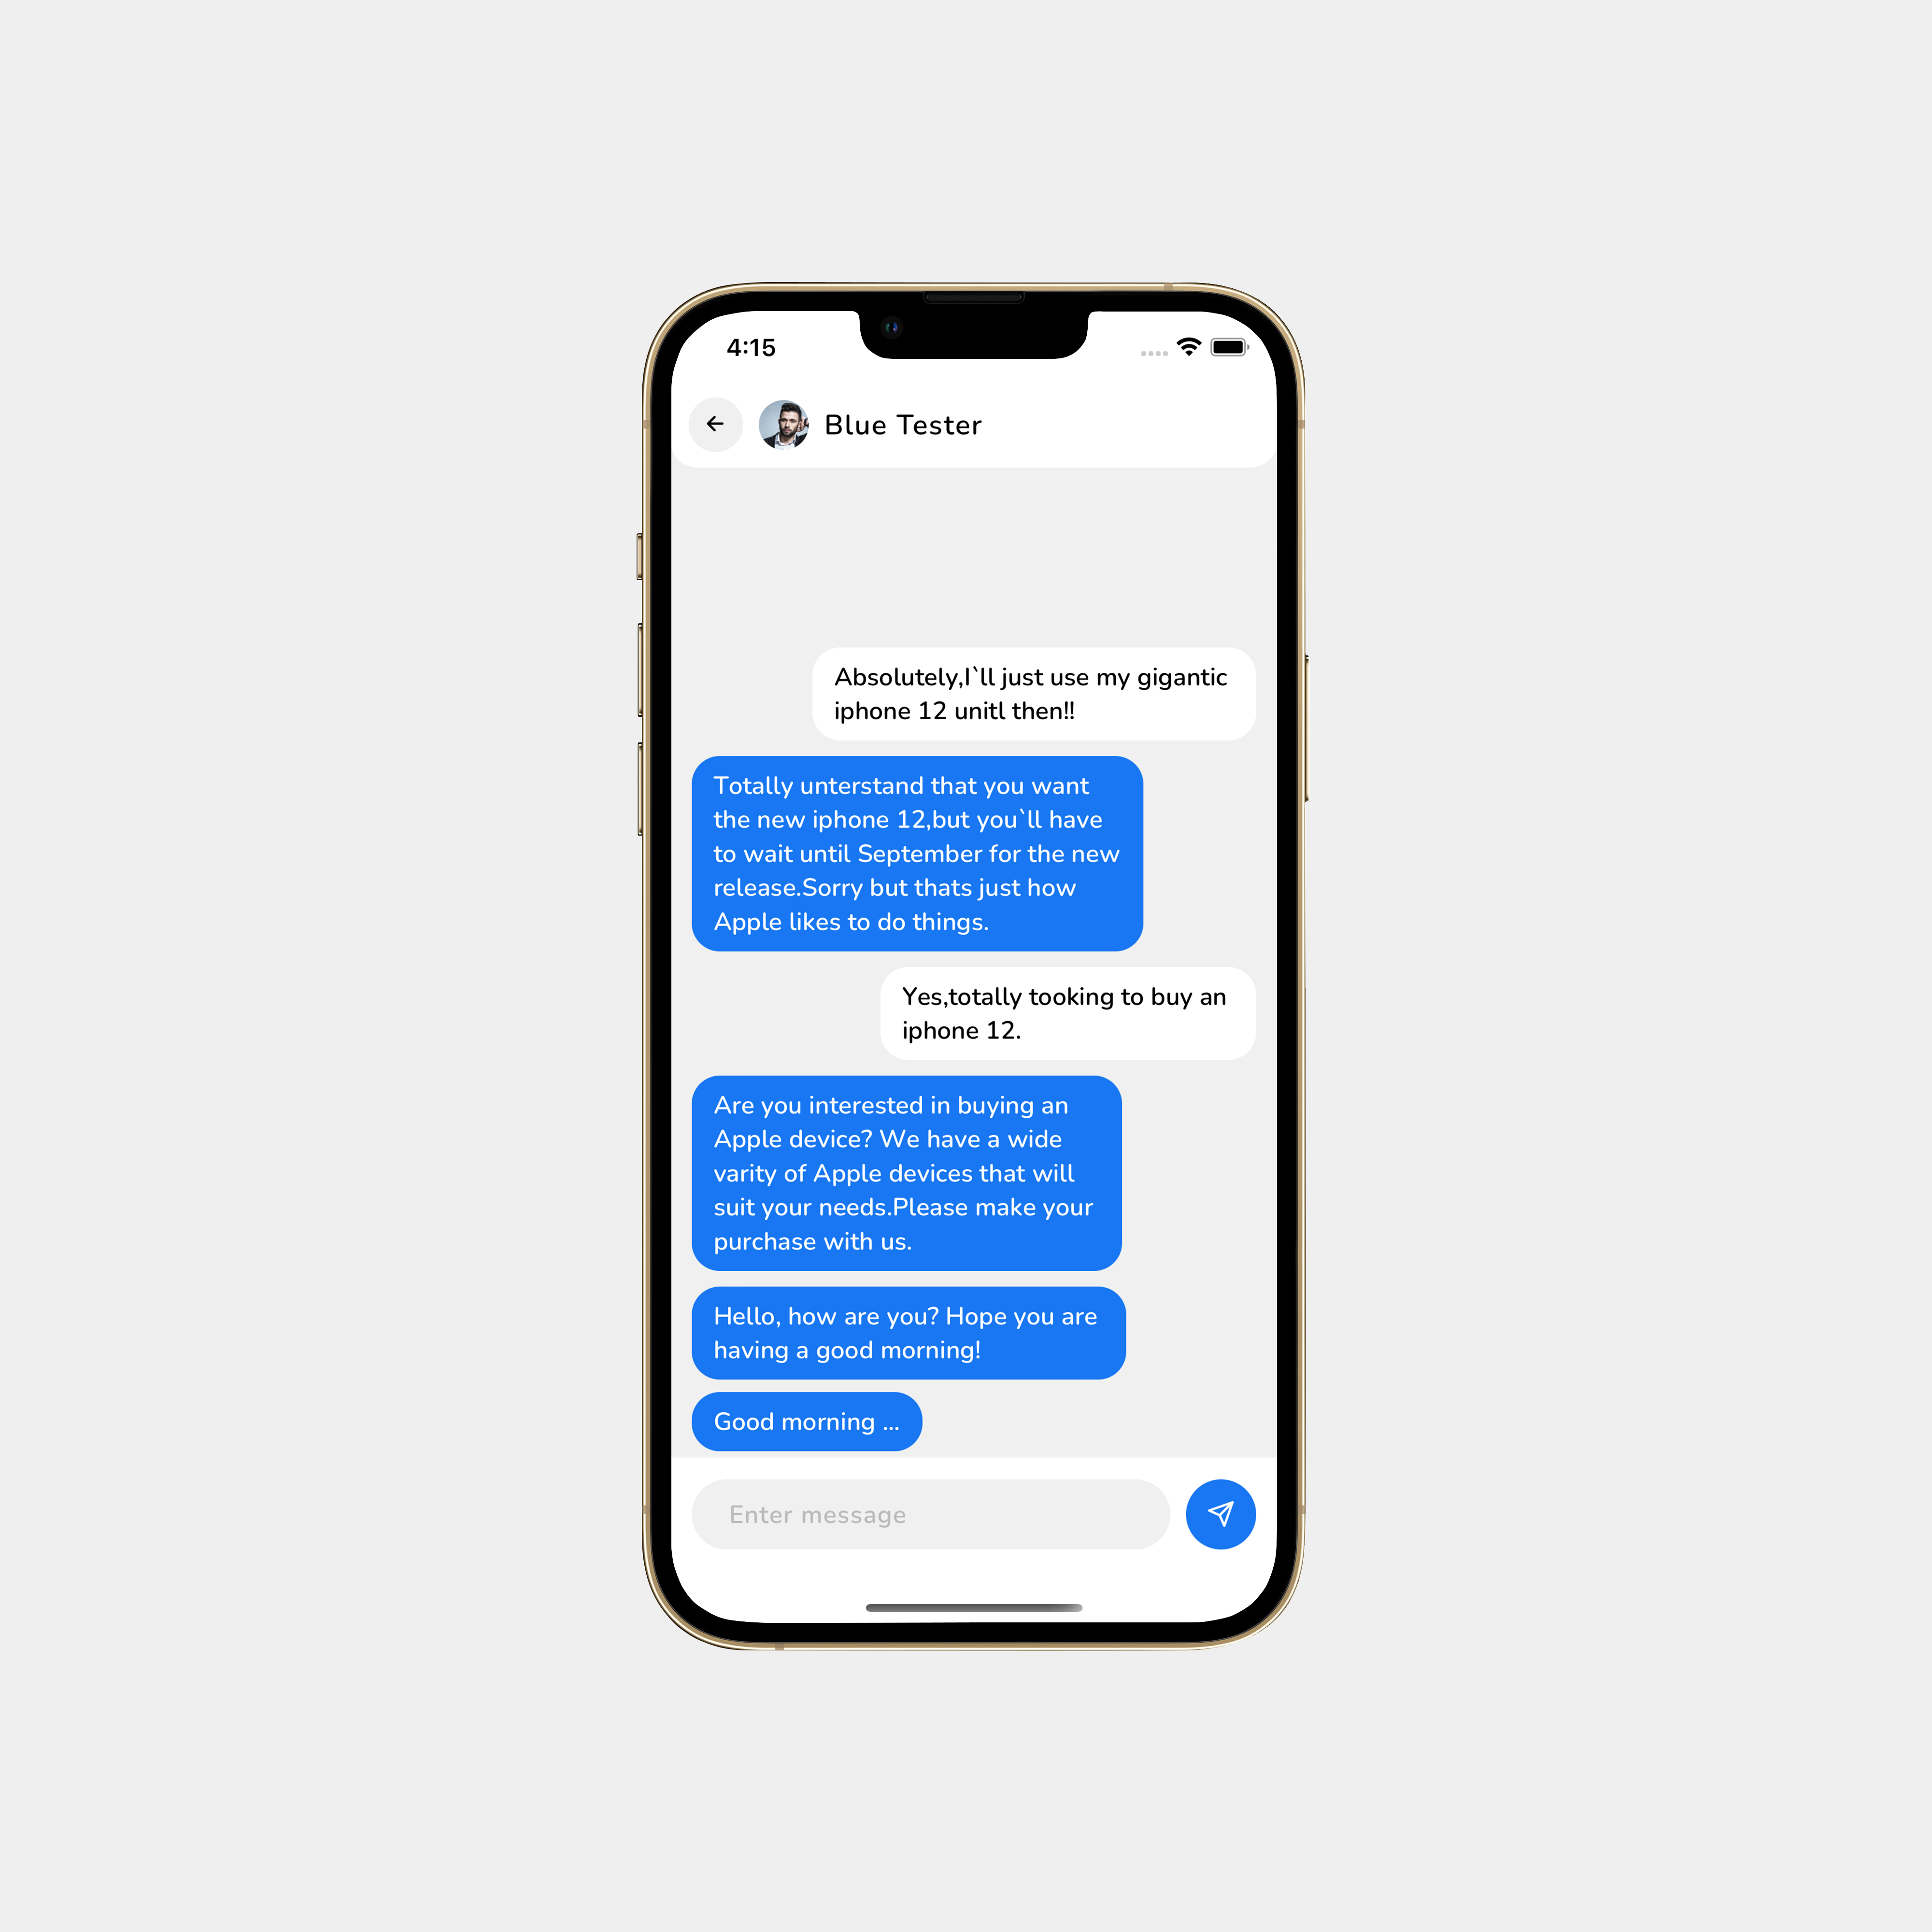 4:15
Blue Tester
Absolutely,I`ll just use my gigantic
iphone 12 unitl then!!
Totally unterstand that you want
the new iphone 12,but you`ll have
to wait until September for the new
release.Sorry but thats just how
Apple likes to do things.
Yes,totally tooking to buy an
iphone 12.
Are you interested in buying an
Apple device? We have a wide
varity of Apple devices that will
suit your needs.Please make your
purchase with us.
Hello, how are you? Hope you are
having a good morning!
Good morning ...
Enter message